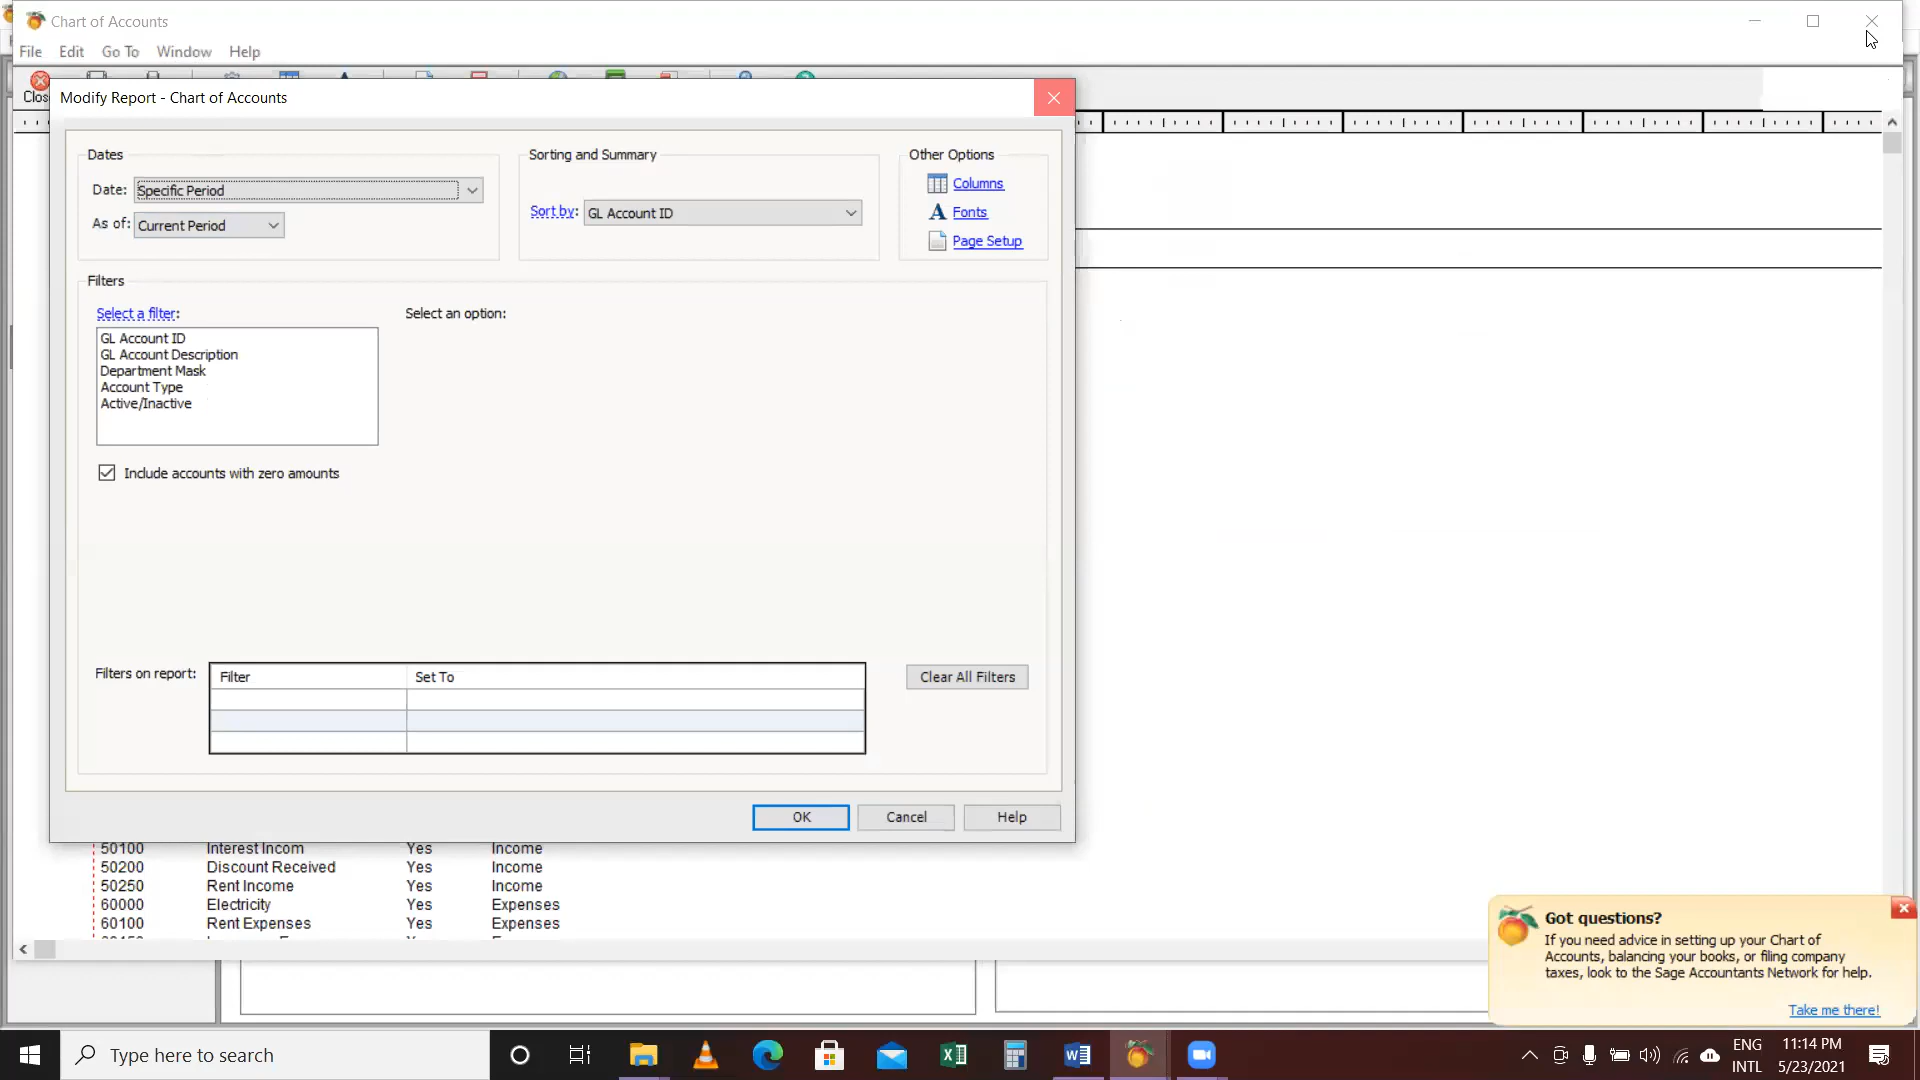 Chart of Accounts
File Edit Go To Window Help
Clos
Modify Report - Chart of Accounts
Dates
Date: Specific Period
As of: Current Period
Sorting and Summary
Sort by: GL Account ID
Other Options
Columns
Fonts
Page Setup
Filters
Select a filter:
Select an option:
GL Account ID
GL Account Description
Department Mask
Account Type
Active/Inactive
Include accounts with zero amounts
Filters on report:
Filter Set To
Clear All Filters
OK Cancel Help
50100 Interest Incom Yes Income
50200 Discount Received Yes Income
50250 Rent Income Yes Income
60000 Electricity Yes Expenses
60100 Rent Expenses Yes Expenses
Got questions?
If you need advice in setting up your Chart of
Accounts, balancing your books, or filing company
taxes, look to the Sage Accountants Network for help.
Take me there!
Type here to search
ENG
INTL
11:14 PM
5/23/2021